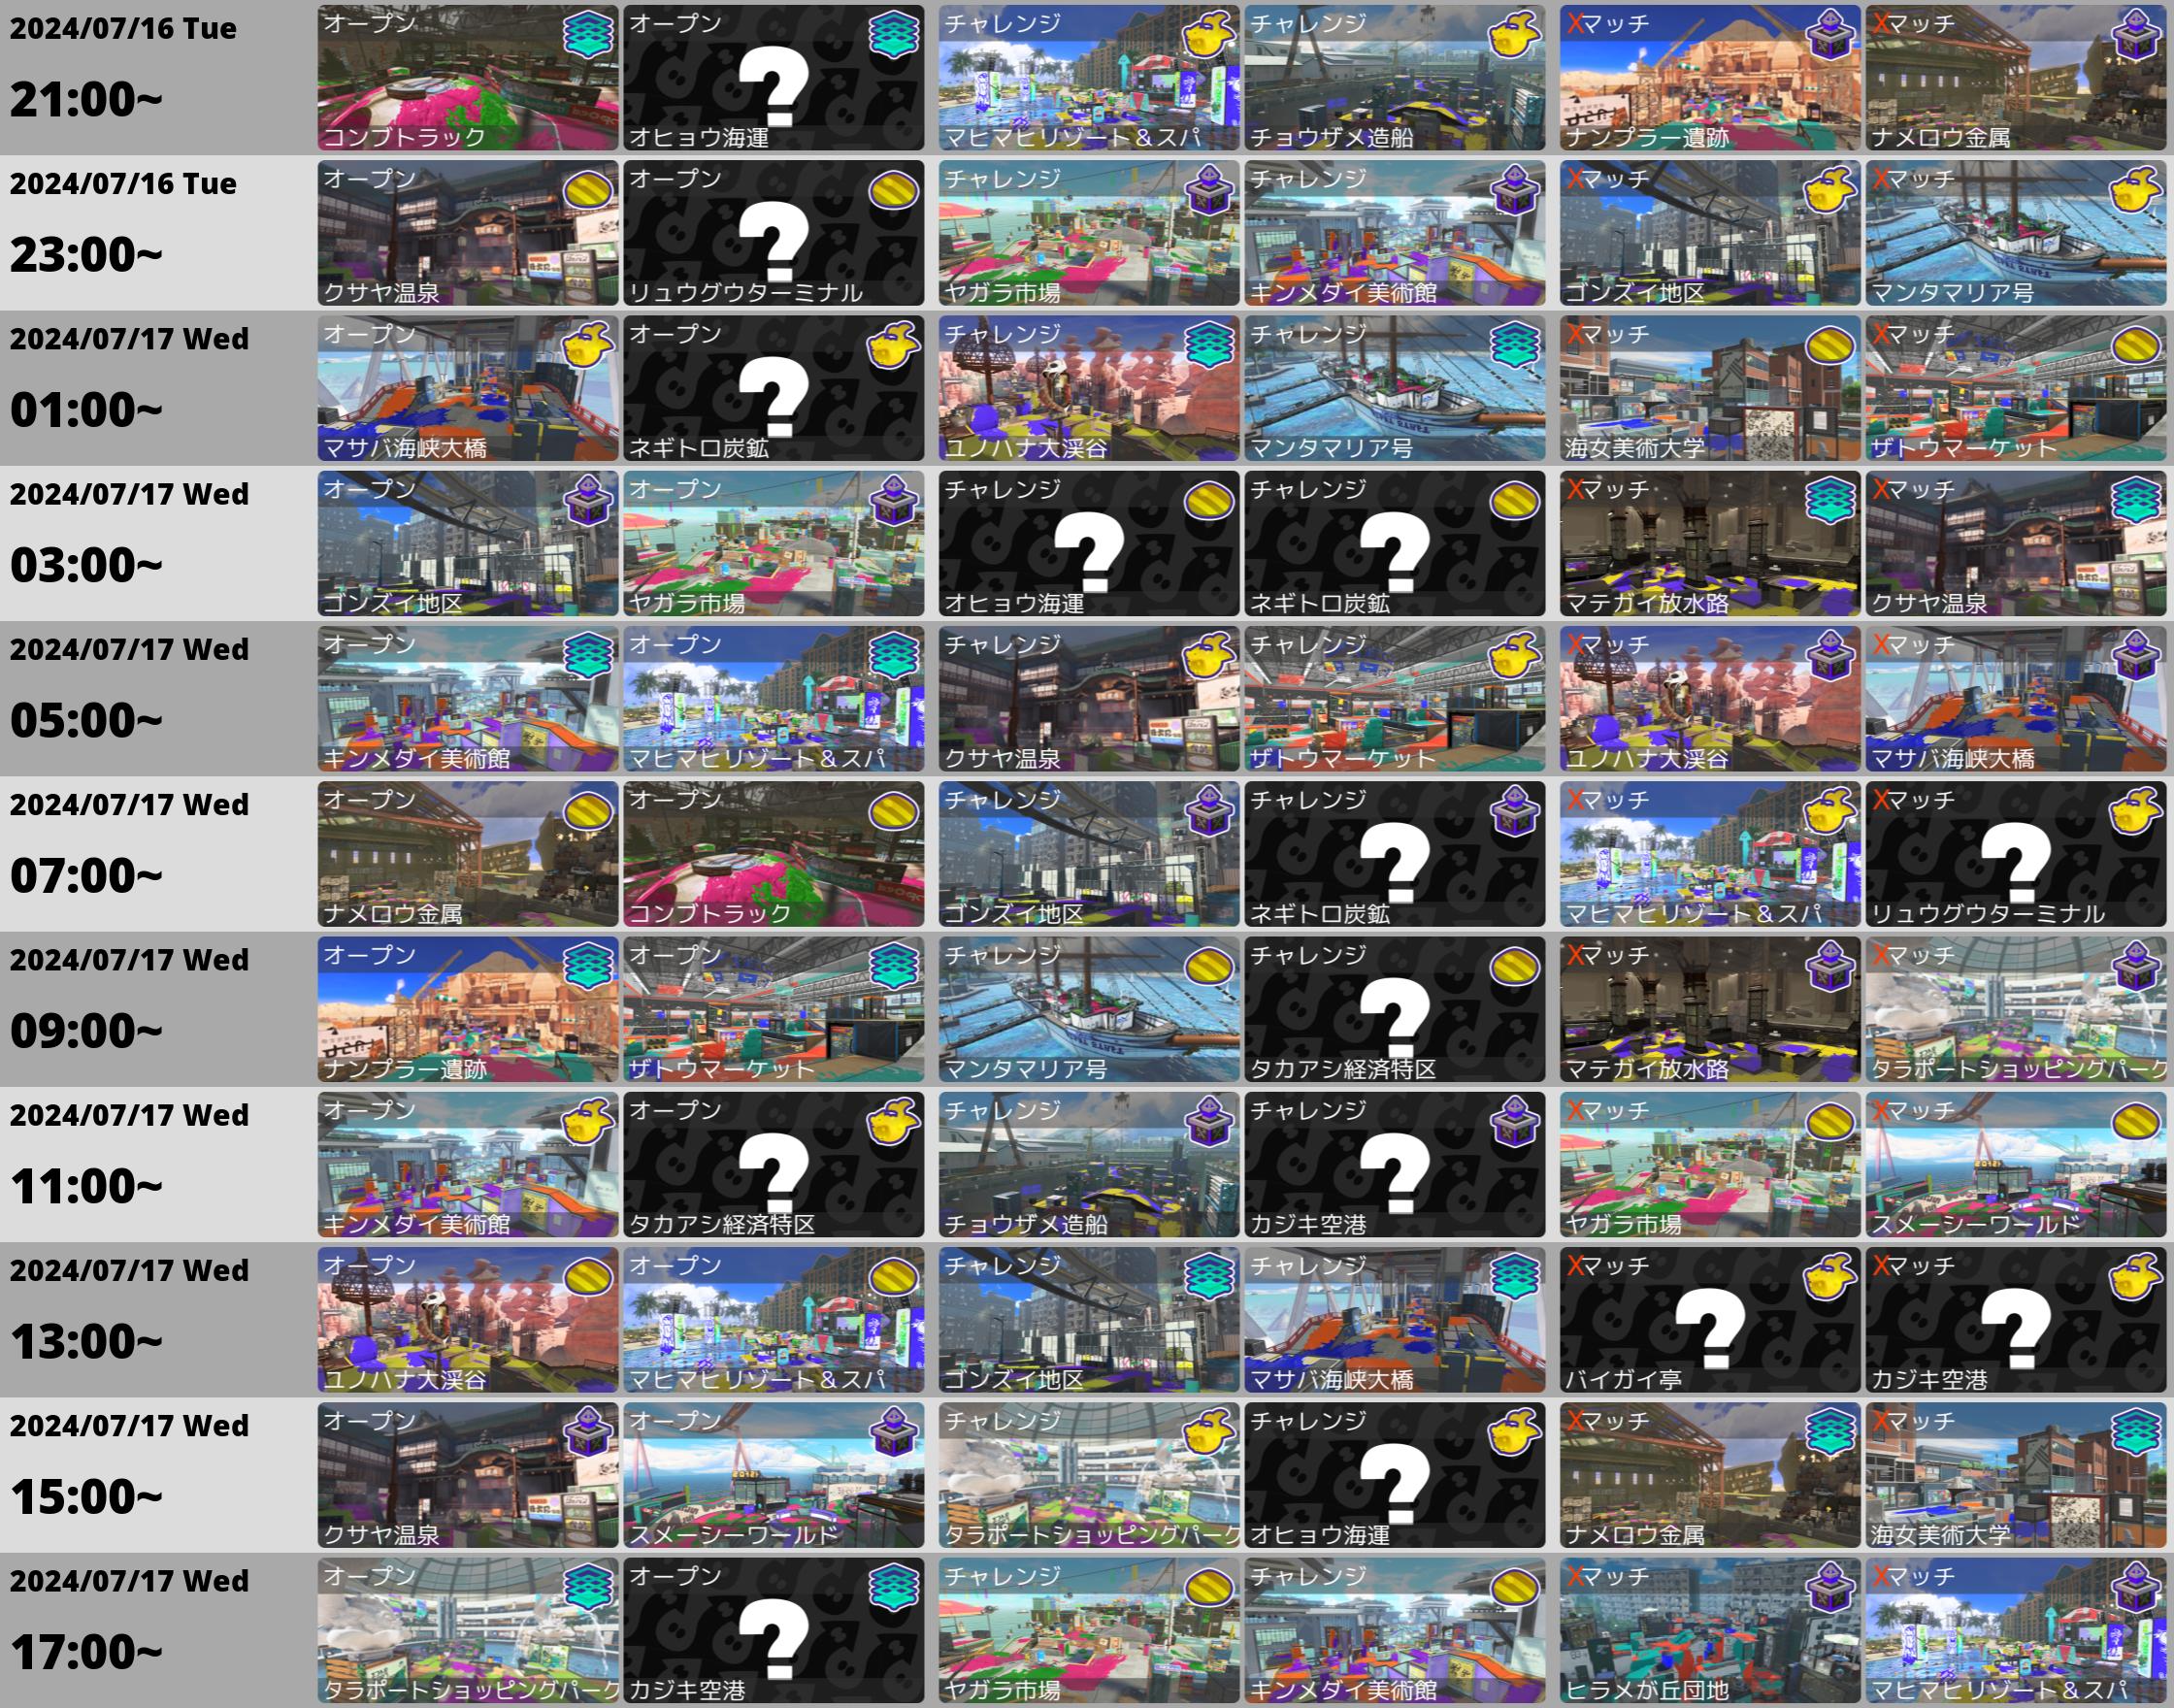 2024/07/16 Tue
21:00~
オープン
コンブトラック
オープン
オヒョウ海運
チャレンジ
マヒマヒリゾート＆スパ
チャレンジ
チョウザメ造船
Xマッチ
ナンプラー遺跡
Xマッチ
ナメロウ金属
2024/07/16 Tue
23:00~
オープン
クサヤ温泉
オープン
リュウグウターミナル
チャレンジ
ヤガラ市場
チャレンジ
キンメダイ美術館
Xマッチ
ゴンズイ地区
Xマッチ
マンタマリア号
2024/07/17 Wed
01:00~
オープン
マサバ海峡大橋
オープン
ネギトロ炭鉱
チャレンジ
ユノハナ大渓谷
チャレンジ
マンタマリア号
Xマッチ
海女美術大学
Xマッチ
ザトウマーケット
2024/07/17 Wed
03:00~
オープン
ゴンズイ地区
オープン
ヤガラ市場
チャレンジ
オヒョウ海運
チャレンジ
ネギトロ炭鉱
Xマッチ
マテガイ放水路
Xマッチ
クサヤ温泉
2024/07/17 Wed
05:00~
オープン
キンメダイ美術館
オープン
マヒマヒリゾート＆スパ
チャレンジ
クサヤ温泉
チャレンジ
ザトウマーケット
Xマッチ
ユノハナ大渓谷
Xマッチ
マサバ海峡大橋
2024/07/17 Wed
07:00~
オープン
ナメロウ金属
オープン
コンブトラック
チャレンジ
ゴンズイ地区
チャレンジ
ネギトロ炭鉱
Xマッチ
マヒマヒリゾート＆スパ
Xマッチ
リュウグウターミナル
2024/07/17 Wed
09:00~
オープン
ナンプラー遺跡
オープン
ザトウマーケット
チャレンジ
マンタマリア号
チャレンジ
タカアシ経済特区
Xマッチ
マテガイ放水路
Xマッチ
タラポートショッピングパーク
2024/07/17 Wed
11:00~
オープン
キンメダイ美術館
オープン
タカアシ経済特区
チャレンジ
チョウザメ造船
チャレンジ
カジキ空港
Xマッチ
ヤガラ市場
Xマッチ
スメーシーワールド
2024/07/17 Wed
13:00~
オープン
ユノハナ大渓谷
オープン
マヒマヒリゾート＆スパ
チャレンジ
ゴンズイ地区
チャレンジ
マサバ海峡大橋
Xマッチ
バイガイ亭
Xマッチ
カジキ空港
2024/07/17 Wed
15:00~
オープン
クサヤ温泉
オープン
スメーシーワールド
チャレンジ
タラポートショッピングパーク
チャレンジ
オヒョウ海運
Xマッチ
ナメロウ金属
Xマッチ
海女美術大学
2024/07/17 Wed
17:00~
オープン
タラポートショッピングパーク
オープン
カジキ空港
チャレンジ
ヤガラ市場
チャレンジ
キンメダイ美術館
Xマッチ
ヒラメが丘団地
Xマッチ
マヒマヒリゾート＆スパ